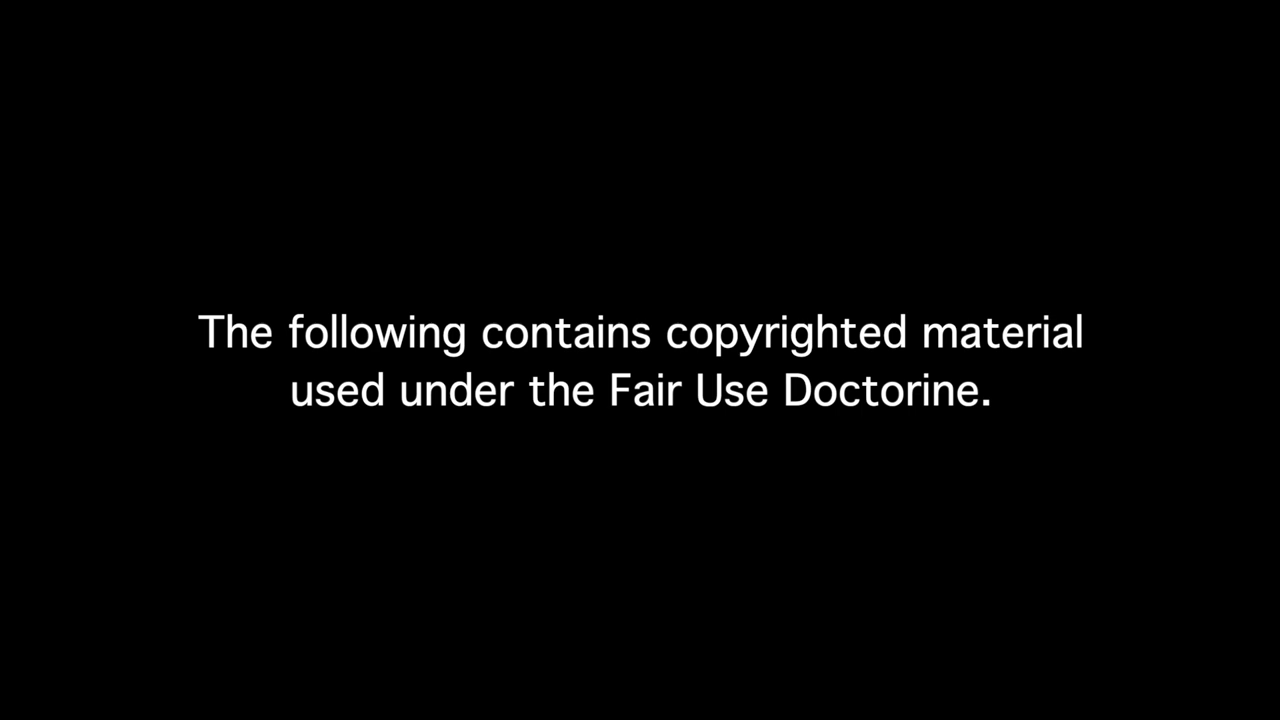 The following contains copyrighted material
used under the Fair Use Doctorine.